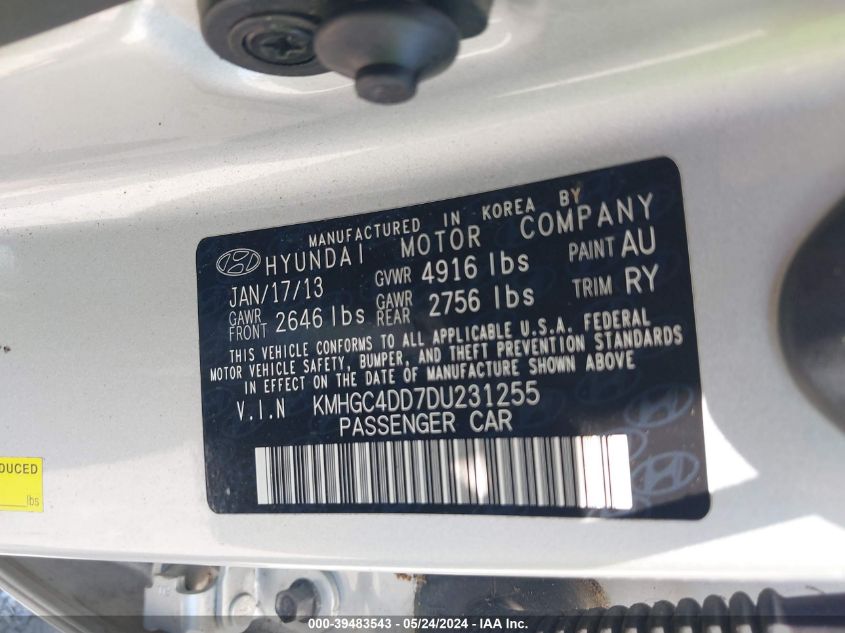 MANUFACTURED IN KOREA BY
HYUNDAI MOTOR COMPANY
JAN/17/13 GVWR 4916 lbs PAINT AU
GAWR FRONT 2646 lbs GAWR REAR 2756 lbs TRIM RY
THIS VEHICLE CONFORMS TO ALL APPLICABLE U.S.A. FEDERAL
MOTOR VEHICLE SAFETY, BUMPER, AND THEFT PREVENTION STANDARDS
IN EFFECT ON THE DATE OF MANUFACTURE SHOWN ABOVE
V.I.N KMHGC4DD7DU231255
PASSENGER CAR
lbs
000-39483543 - 05/24/2024 - IAA Inc.